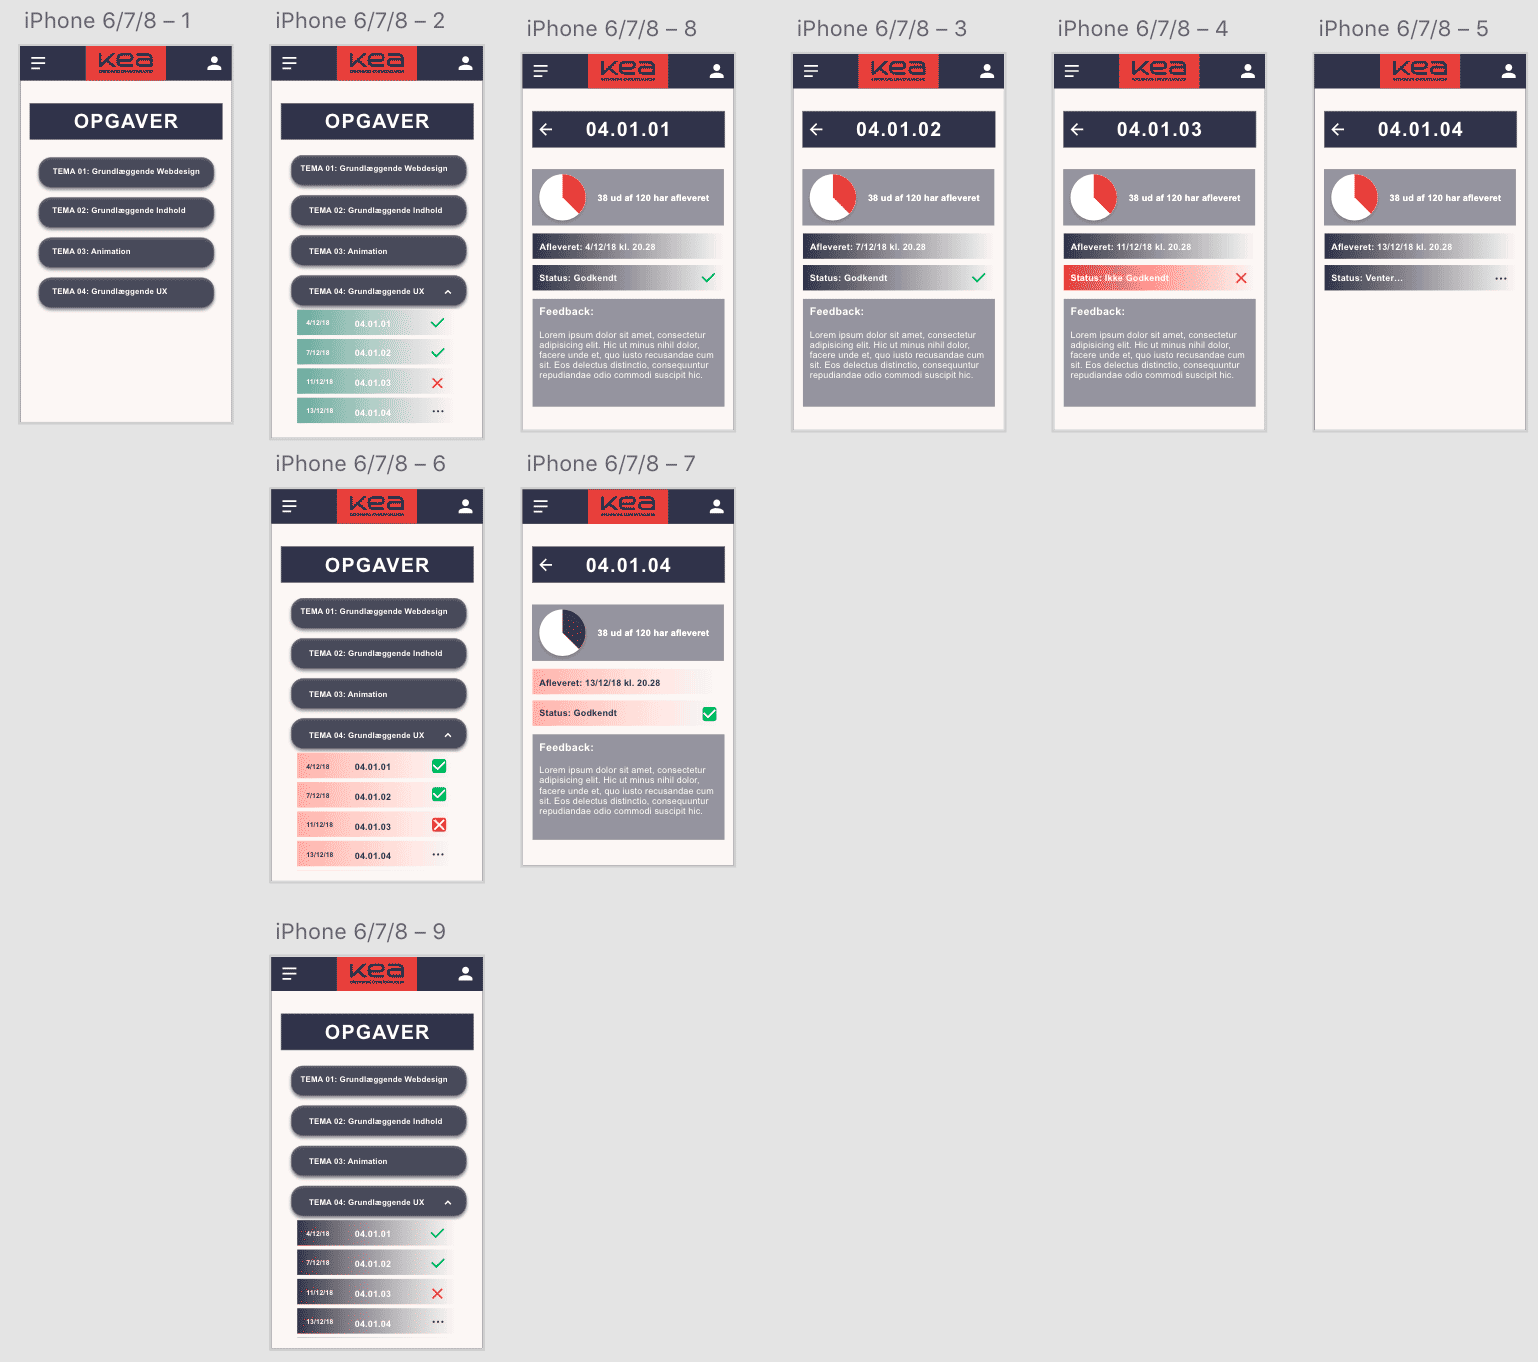 iPhone 6/7/8 – 1
kea
OPGAVER
TEMA 01: Grundlæggende Webdesign
TEMA 02: Grundlæggende Indhold
TEMA 03: Animation
TEMA 04: Grundlæggende UX
iPhone 6/7/8 – 2
kea
OPGAVER
TEMA 01: Grundlæggende Webdesign
TEMA 02: Grundlæggende Indhold
TEMA 03: Animation
TEMA 04: Grundlæggende UX
4/12/18 04.01.01
7/12/18 04.01.02
11/12/18 04.01.03
13/12/18 04.01.04
iPhone 6/7/8 – 8
kea
04.01.01
38 ud af 120 har afleveret
Afleveret: 4/12/18 kl. 20.28
Status: Godkendt
Feedback:
Lorem ipsum dolor sit amet, consectetur
adipisicing elit. Hic ut minus nihil dolor,
facere unde et, quo iusto recusandae cum
sit. Eos delectus distinctio, consequuntur
repudiandae odio commodi suscipit hic.
iPhone 6/7/8 – 3
kea
04.01.02
38 ud af 120 har afleveret
Afleveret: 7/12/18 kl. 20.28
Status: Godkendt
Feedback:
Lorem ipsum dolor sit amet, consectetur
adipisicing elit. Hic ut minus nihil dolor,
facere unde et, quo iusto recusandae cum
sit. Eos delectus distinctio, consequuntur
repudiandae odio commodi suscipit hic.
iPhone 6/7/8 – 4
kea
04.01.03
38 ud af 120 har afleveret
Afleveret: 11/12/18 kl. 20.28
Status: Ikke Godkendt
Feedback:
Lorem ipsum dolor sit amet, consectetur
adipisicing elit. Hic ut minus nihil dolor,
facere unde et, quo iusto recusandae cum
sit. Eos delectus distinctio, consequuntur
repudiandae odio commodi suscipit hic.
iPhone 6/7/8 – 5
kea
04.01.04
38 ud af 120 har afleveret
Afleveret: 13/12/18 kl. 20.28
Status: Venter...
iPhone 6/7/8 – 6
kea
OPGAVER
TEMA 01: Grundlæggende Webdesign
TEMA 02: Grundlæggende Indhold
TEMA 03: Animation
TEMA 04: Grundlæggende UX
4/12/18 04.01.01
7/12/18 04.01.02
11/12/18 04.01.03
13/12/18 04.01.04
iPhone 6/7/8 – 7
kea
04.01.04
38 ud af 120 har afleveret
Afleveret: 13/12/18 kl. 20.28
Status: Godkendt
Feedback:
Lorem ipsum dolor sit amet, consectetur
adipisicing elit. Hic ut minus nihil dolor,
facere unde et, quo iusto recusandae cum
sit. Eos delectus distinctio, consequuntur
repudiandae odio commodi suscipit hic.
iPhone 6/7/8 – 9
kea
OPGAVER
TEMA 01: Grundlæggende Webdesign
TEMA 02: Grundlæggende Indhold
TEMA 03: Animation
TEMA 04: Grundlæggende UX
4/12/18 04.01.01
7/12/18 04.01.02
11/12/18 04.01.03
13/12/18 04.01.04